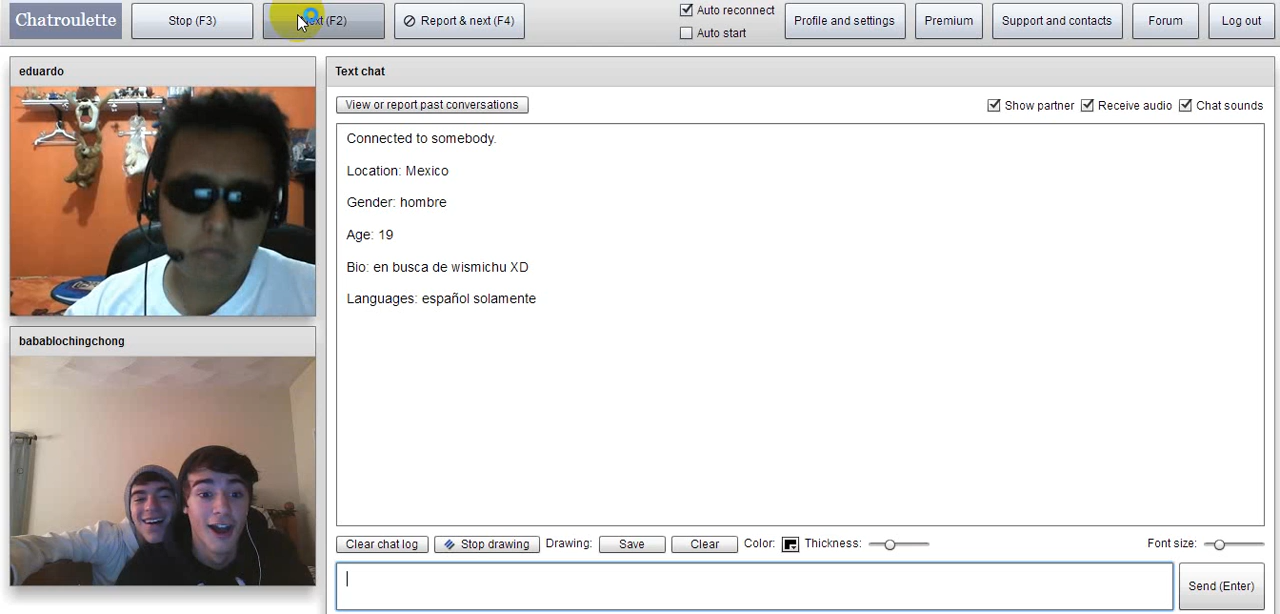 Chatroulette
Stop (F3)
(F2)
Report & next (F4)
Auto reconnect
Auto start
Profile and settings
Premium
Support and contacts
Forum
Log out
eduardo
Text chat
View or report past conversations
Show partner
Receive audio
Chat sounds
Connected to somebody.
Location: Mexico
Gender: hombre
Age: 19
Bio: en busca de wismichu XD
Languages: español solamente
babablochingchong
Clear chat log
Stop drawing
Drawing:
Save
Clear
Color:
Thickness:
Font size:
Send (Enter)